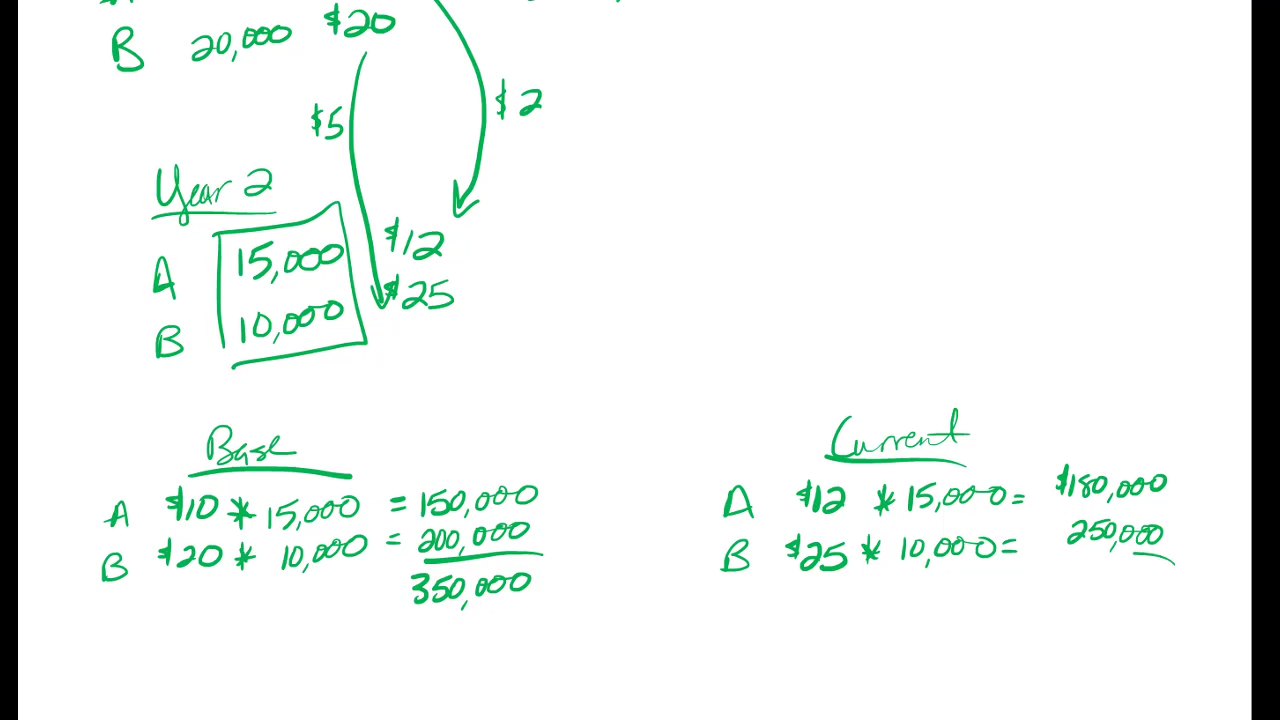 B 20,000 $20
$2
$5
Year 2
A 15,000 $12
B 10,000 $25
Base
A $10 * 15,000 = 150,000
B $20 * 10,000 = 200,000
350,000
Current
A $12 * 15,000 = $180,000
B $25 * 10,000 = 250,000